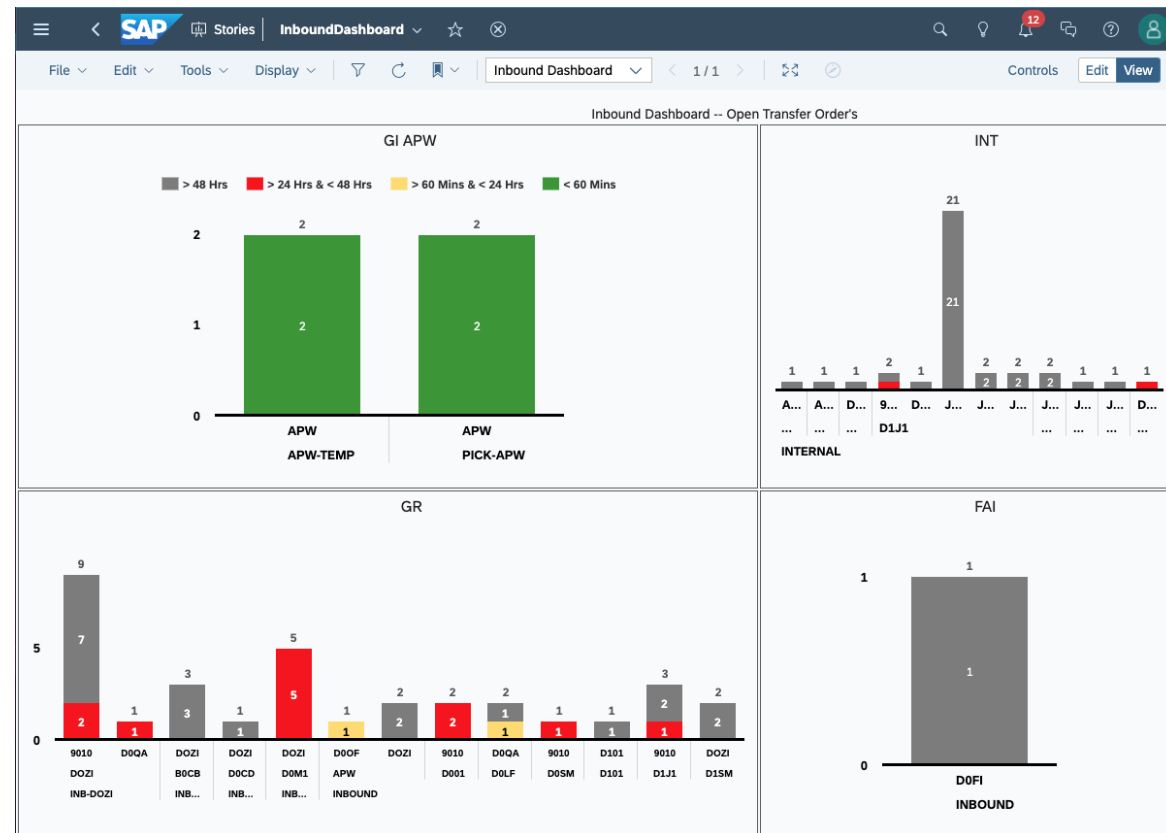 SAP Stories InboundDashboard 12
File Edit Tools Display Inbound Dashboard 1/1 Controls Edit View
Inbound Dashboard -- Open Transfer Order's
GI APW
> 48 Hrs > 24 Hrs & < 48 Hrs > 60 Mins & < 24 Hrs < 60 Mins
2 2
2
2 2
1
0
APW APW
APW-TEMP PICK-APW
INT
21
21
1 1 1 2 1 2 2 2 1 1 1
2 2 2
A... A... D... 9... D... J... J... J... J... J... J... D...
... ... ... D1J1 ... ... ... ...
INTERNAL
GR
9
7
5
5
3
3
5
3
2 1 1 1 2 2 2 1 1 2
2 1 3 1 1 2 2 1 1 1 1 2 1 2
0
9010 D0QA DOZI DOZI DOZI D0OF DOZI 9010 D0QA 9010 D101 9010 DOZI
DOZI B0CB D0CD D0M1 APW D001 D0LF D0SM D101 D1J1 D1SM
INB-DOZI INB... INB... INB... INBOUND
FAI
1
1
1
0
D0FI
INBOUND